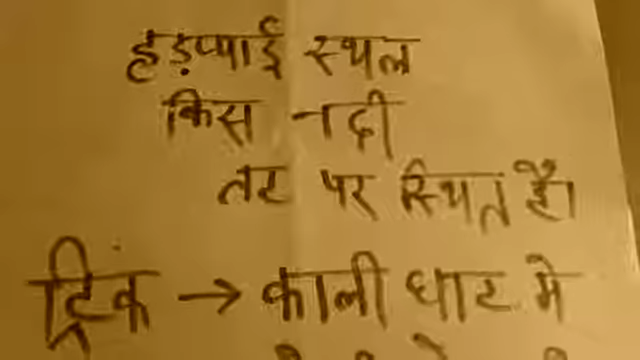 हड़प्पाई स्थल
किस नदी
तट पर स्थित है।
ट्रिंक → काली घाट मे